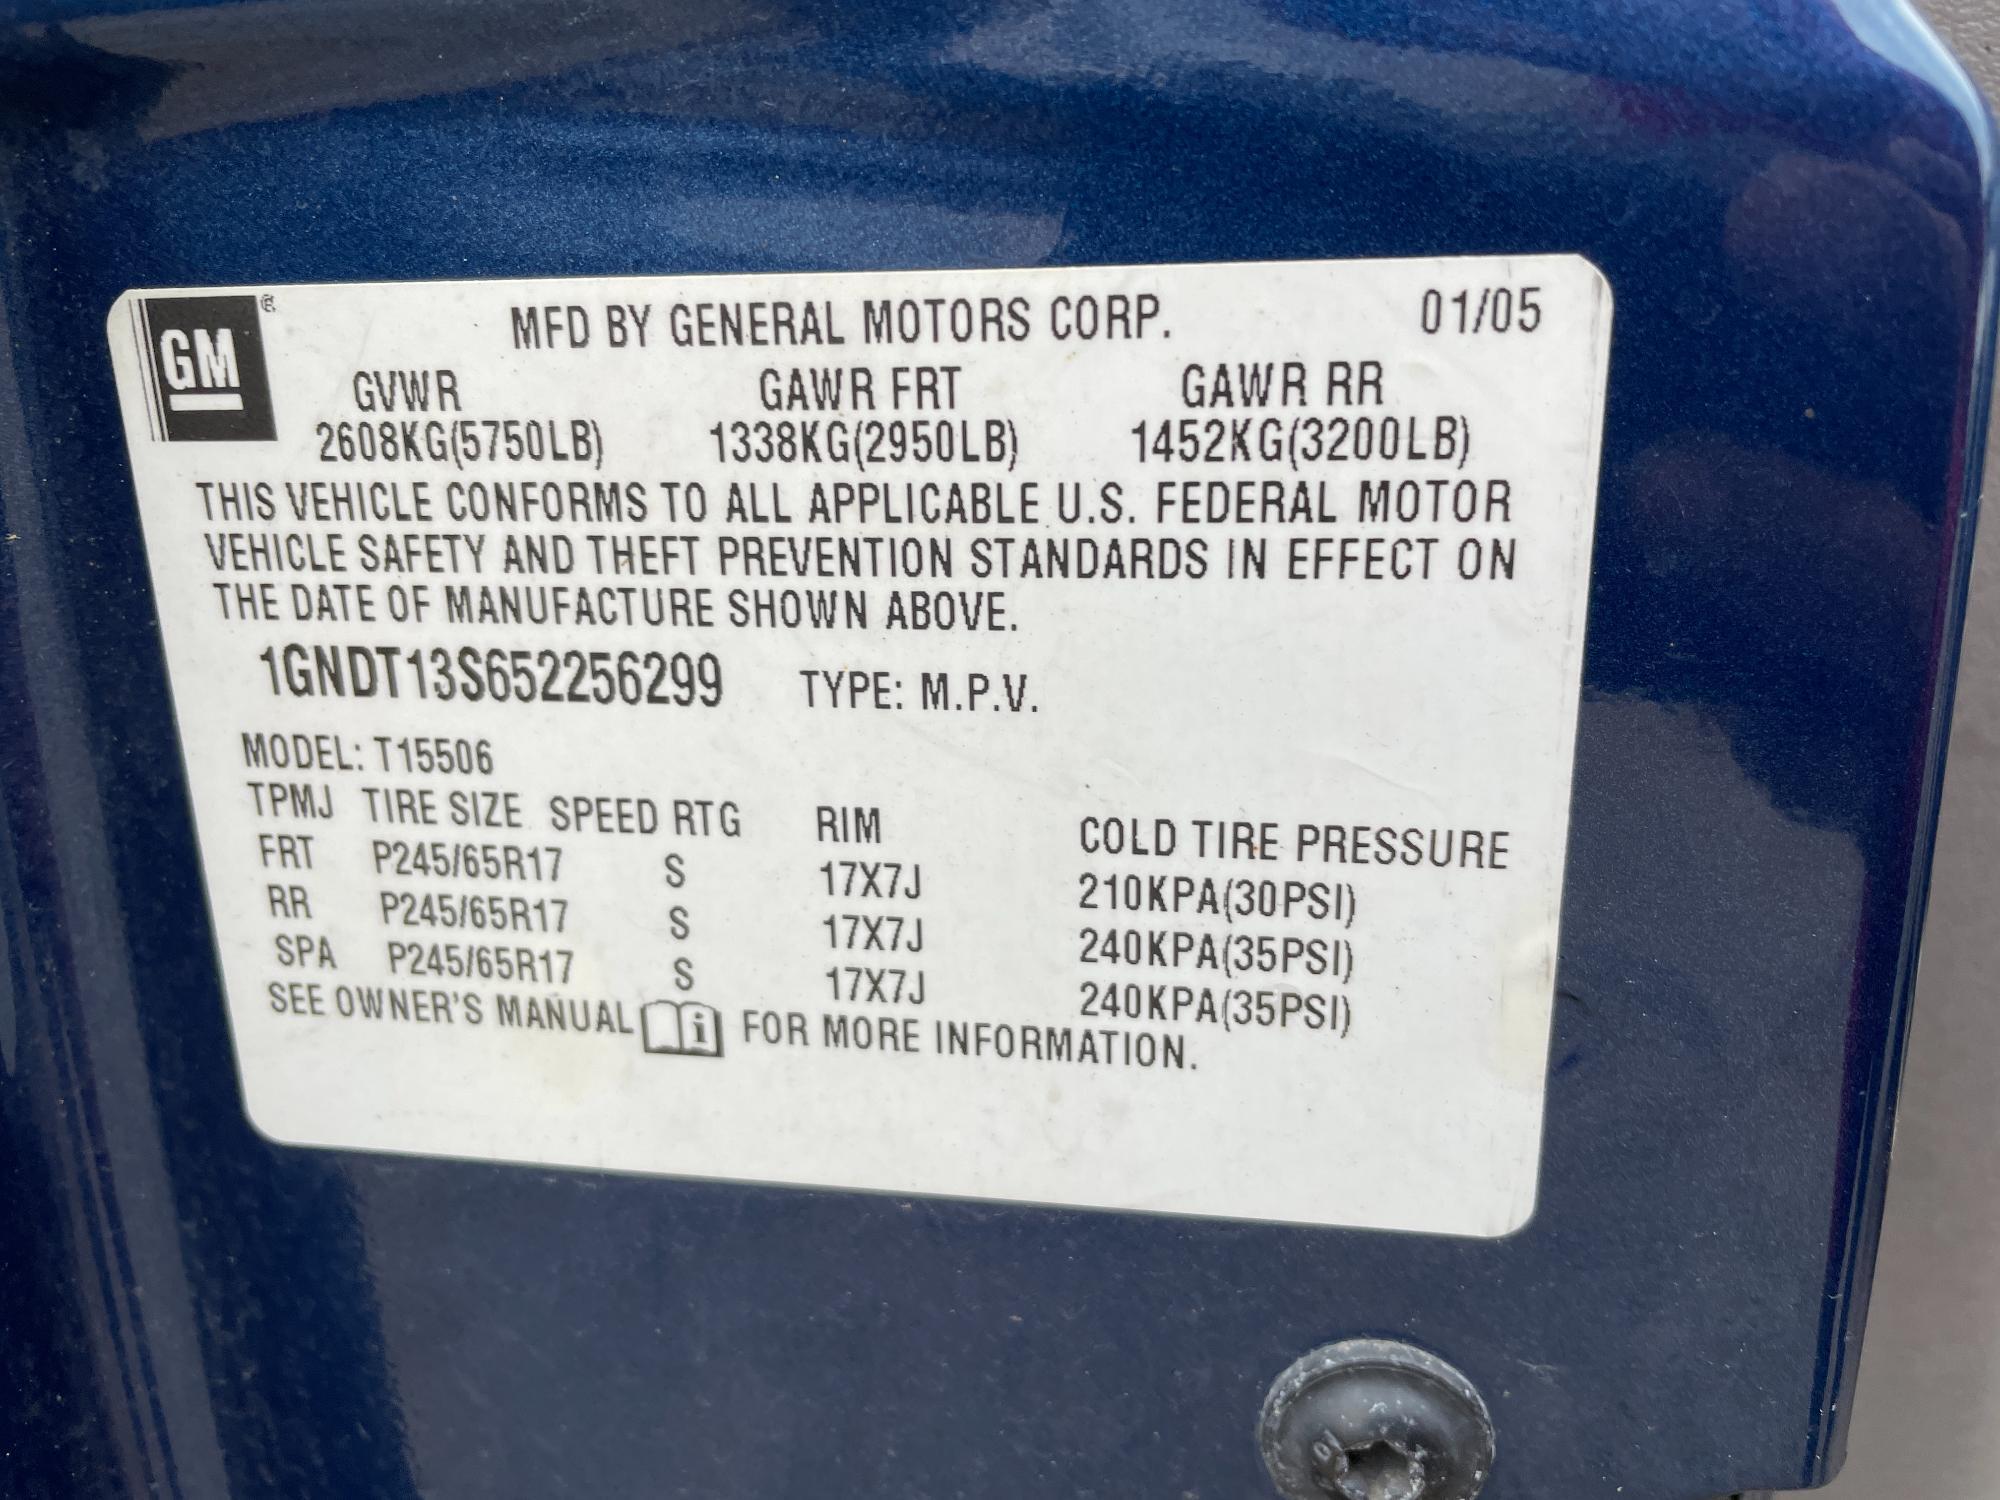 GM ®
MFD BY GENERAL MOTORS CORP. 01/05
GVWR GAWR FRT GAWR RR
2608KG(5750LB) 1338KG(2950LB) 1452KG(3200LB)
THIS VEHICLE CONFORMS TO ALL APPLICABLE U.S. FEDERAL MOTOR
VEHICLE SAFETY AND THEFT PREVENTION STANDARDS IN EFFECT ON
THE DATE OF MANUFACTURE SHOWN ABOVE.
1GNDT13S652256299 TYPE: M.P.V.
MODEL: T15506
TPMJ TIRE SIZE SPEED RTG RIM COLD TIRE PRESSURE
FRT P245/65R17 S 17X7J 210KPA(30PSI)
RR P245/65R17 S 17X7J 240KPA(35PSI)
SPA P245/65R17 S 17X7J 240KPA(35PSI)
SEE OWNER'S MANUAL i FOR MORE INFORMATION.